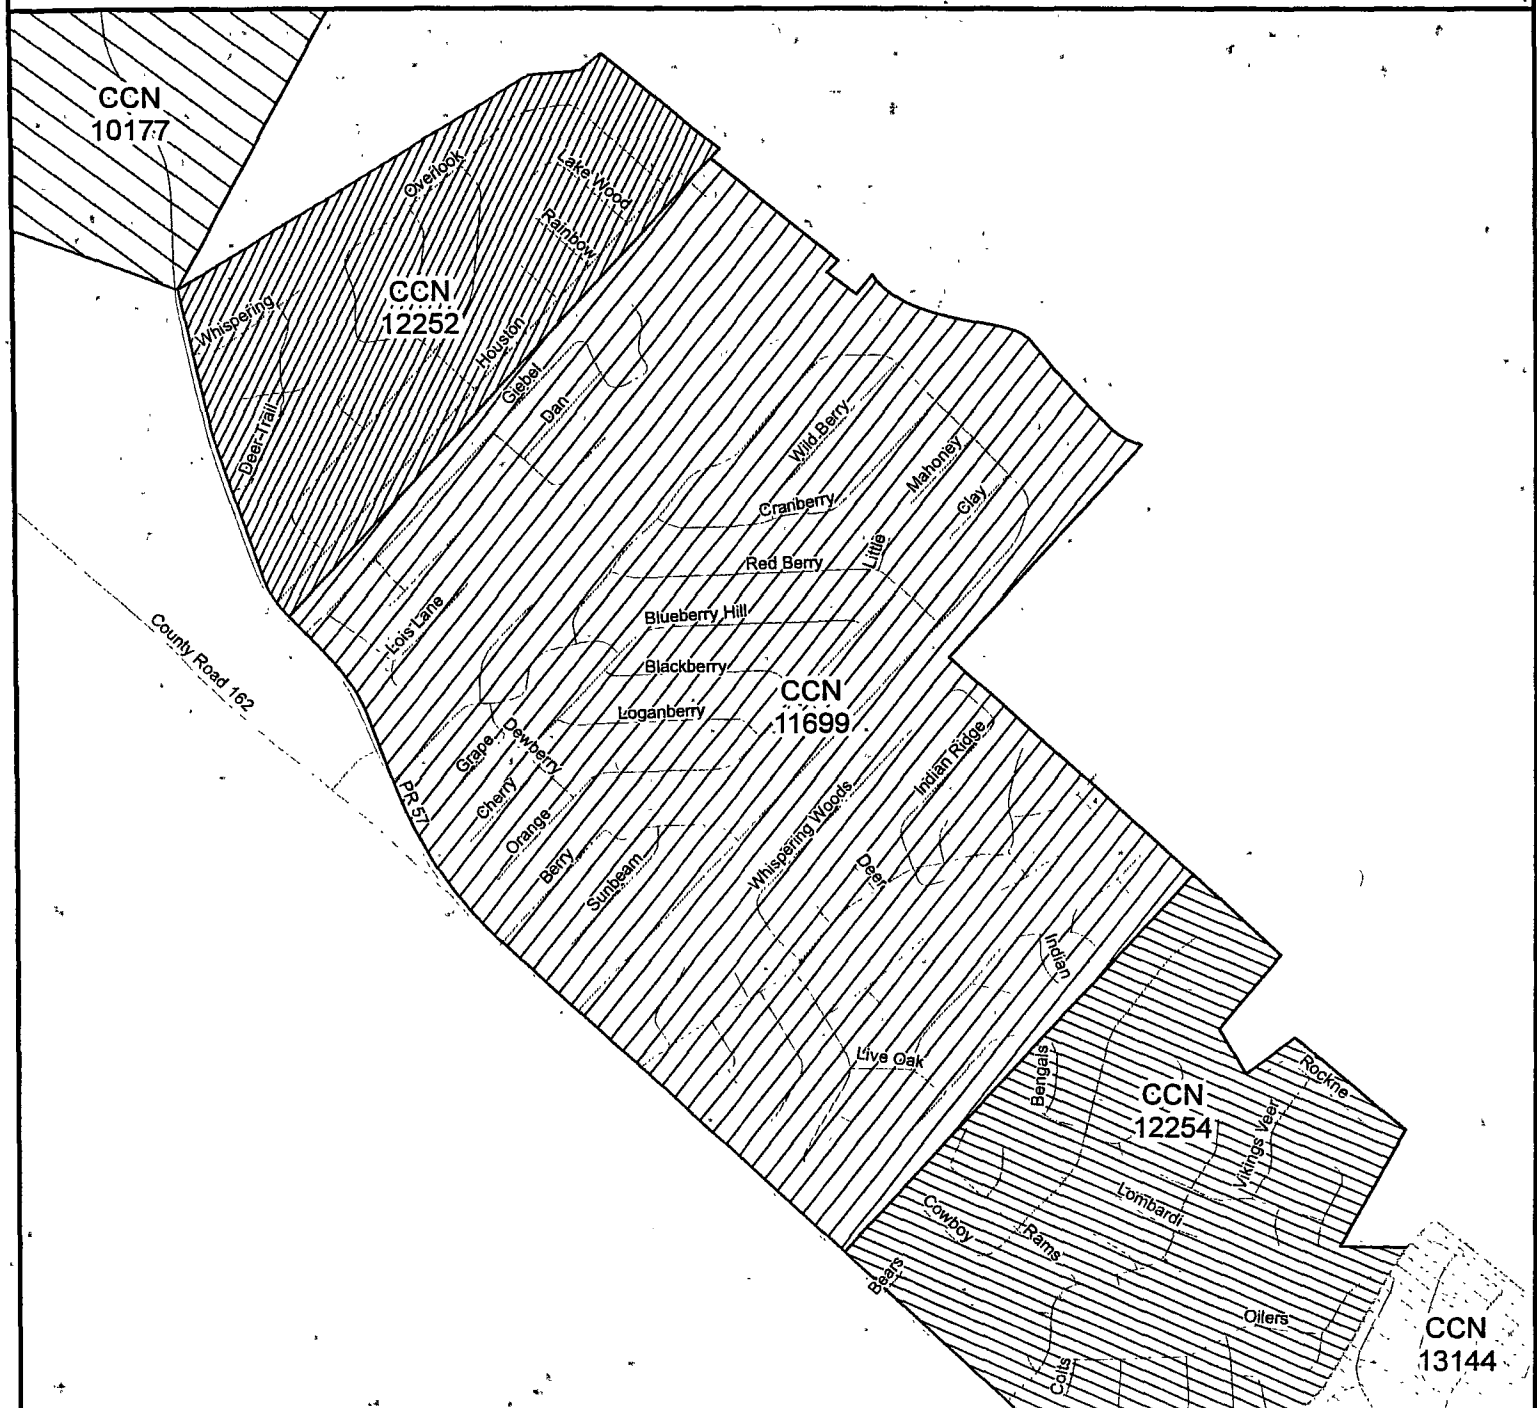 CCN
10177
Overlook
Lake Wood
Rainbow
CCN
12252
Whispering
Houston
Giebel
Dan
Deer Trail
Wild Berry
Mahoney
Cranberry
Clay
Little
Red Berry
Lois Lane
Blueberry Hill
County Road 162
Blackberry
CCN
11699
Loganberry
Dewberry
Grape
Indian Ridge
PR 57
Cherry
Orange
Whispering Woods
Berry
Sunbeam
Deer
Indian
Live Oak
Bengals
Rockne
CCN
12254
Vikings Veer
Lombardi
Cowboy
Rams
Bears
Oilers
CCN
13144
Colts